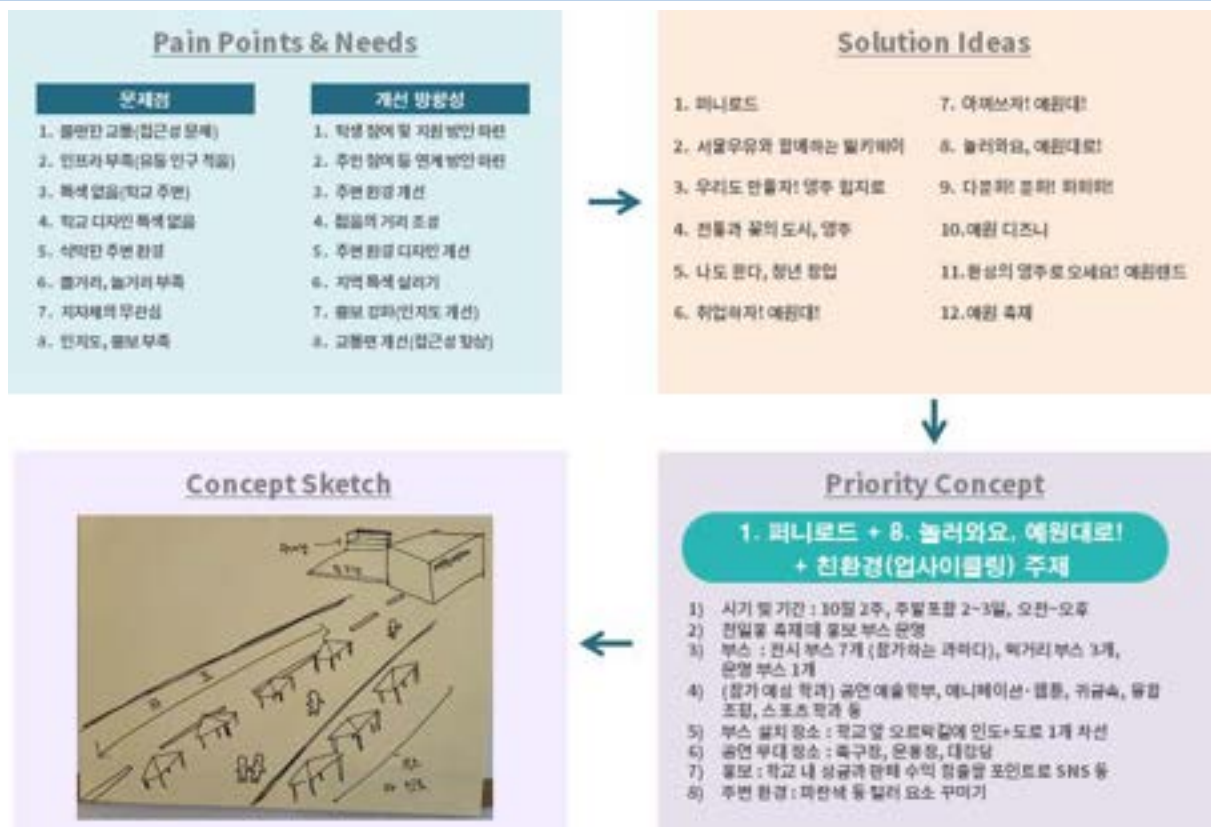 Pain Points & Needs
문제점
1. 불편한 교통(접근성 문제)
2. 인프라 부족(유동 인구 적음)
3. 특색 없음(학교 주변)
4. 학교 디자인 특색 없음
5. 삭막한 주변 환경
6. 볼거리, 놀거리 부족
7. 지자체의 무관심
8. 인지도, 홍보 부족
개선 방향성
1. 학생 참여 및 지원 방안 마련
2. 주민 참여 등 연계 방안 마련
3. 주변 환경 개선
4. 젊음의 거리 조성
5. 주변 환경 디자인 개선
6. 지역 특색 살리기
7. 홍보 강화(인지도 개선)
8. 교통편 개선(접근성 향상)
Solution Ideas
1. 퍼니로드
2. 서울우유와 함께하는 밀키웨이
3. 우리도 만들자! 양주 힙지로
4. 전통과 꽃의 도시, 양주
5. 나도 한다, 청년 창업
6. 취업하자! 예원대!
7. 아껴쓰자! 예원대!
8. 놀러와요, 예원대로!
9. 다문화! 문화! 하하하!
10.예원 디즈니
11.환상의 양주로 오세요! 예원랜드
12.예원 축제
Priority Concept
1. 퍼니로드 + 8. 놀러와요. 예원대로!
+ 친환경(업사이클링) 주제
1) 시기 및 기간 : 10월 2주, 주말 포함 2~3일, 오전~오후
2) 천일홍 축제 때 홍보 부스 운영
3) 부스 : 전시 부스 7개 (참가하는 과마다), 먹거리 부스 3개,
운영 부스 1개
4) (참가 예상 학과) 공연 예술학부, 애니메이션·웹툰, 귀금속, 융합
조형, 스포츠 학과 등
5) 부스 설치 장소 : 학교 앞 오르막길에 인도+도로 1개 차선
6) 공연 무대 장소 : 족구장, 운동장, 대강당
7) 홍보 : 학교 내 성금과 판매 수익 포인트로 SNS 등
8) 주변 환경 : 파란색 등 컬러 요소 꾸미기
Concept Sketch